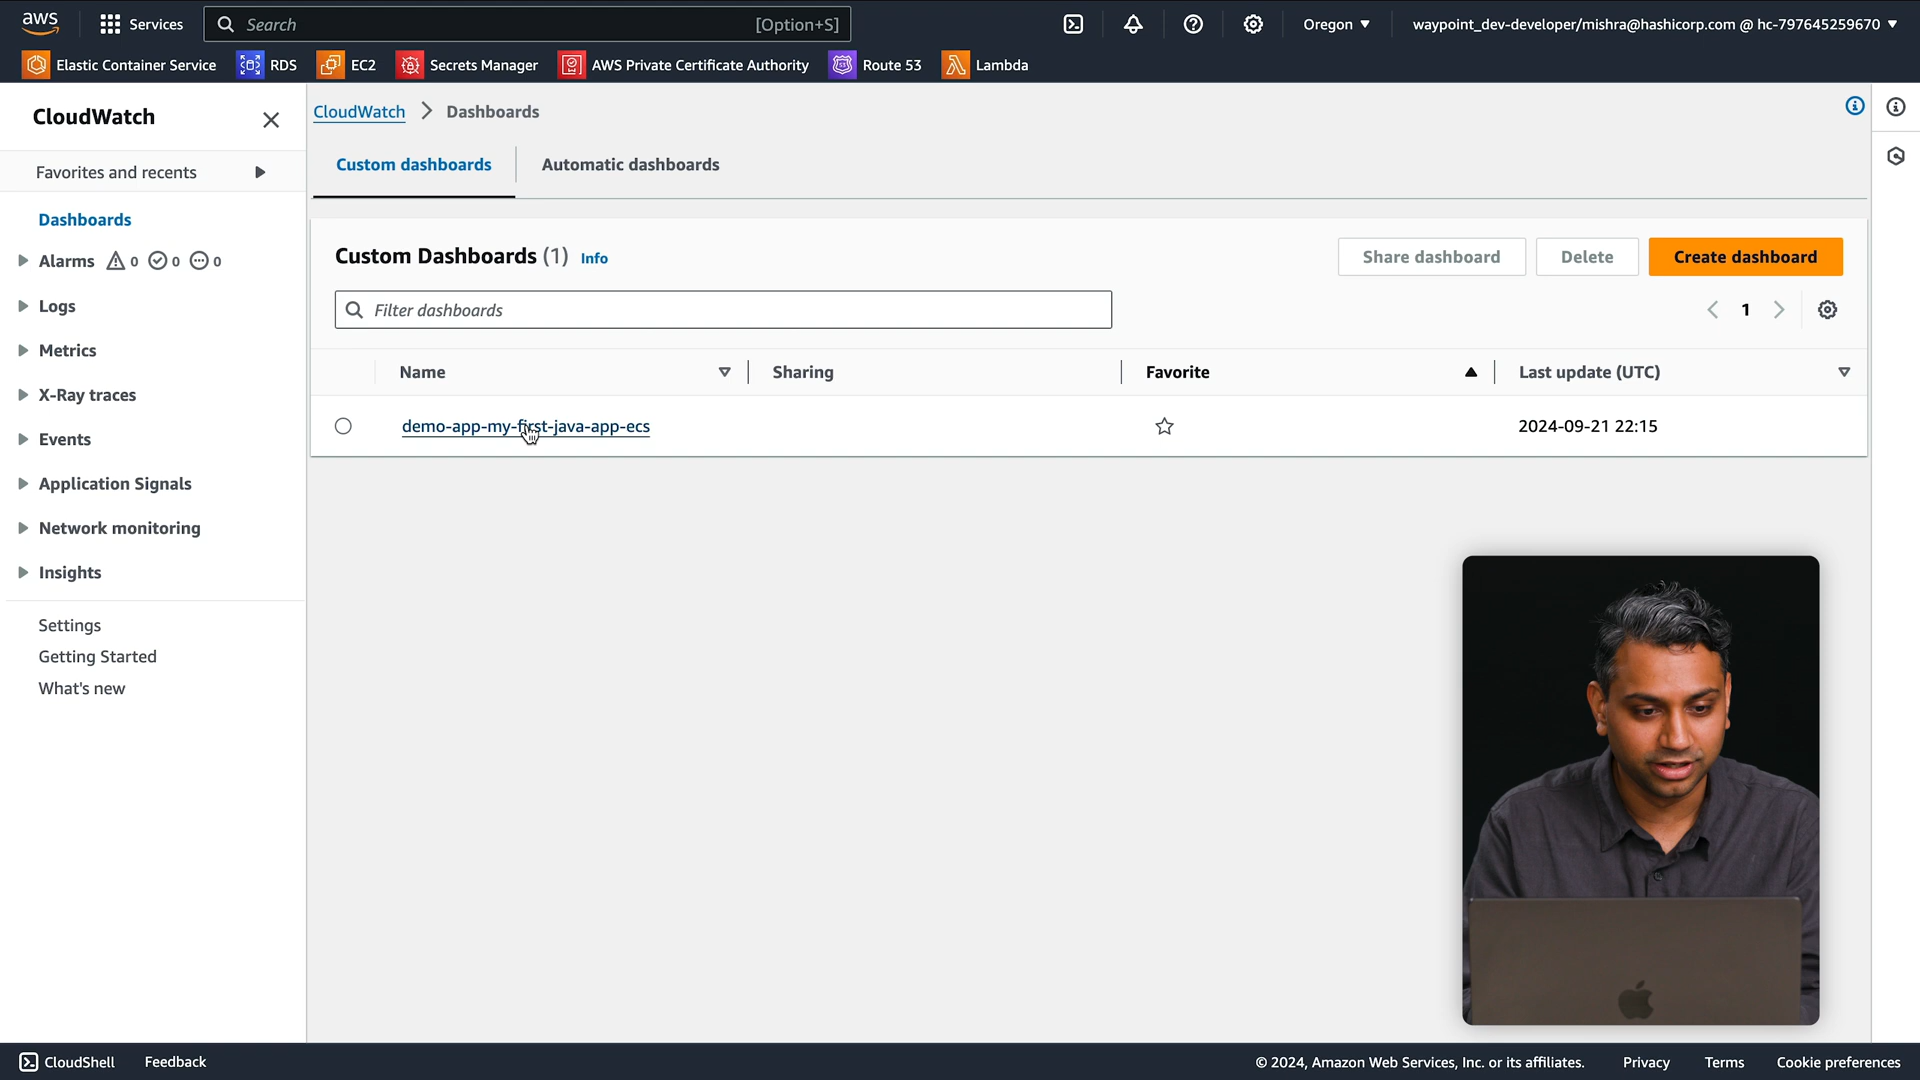 aws
Services
Search [Option+S]
Oregon
waypoint_dev-developer/mishra@hashicorp.com @ hc-797645259670
Elastic Container Service
RDS
EC2
Secrets Manager
AWS Private Certificate Authority
Route 53
Lambda
CloudWatch
Favorites and recents
Dashboards
Alarms 0 0 0
Logs
Metrics
X-Ray traces
Events
Application Signals
Network monitoring
Insights
Settings
Getting Started
What's new
CloudWatch > Dashboards
Custom dashboards
Automatic dashboards
Custom Dashboards (1) Info
Share dashboard
Delete
Create dashboard
Filter dashboards
1
Name
Sharing
Favorite
Last update (UTC)
demo-app-my-first-java-app-ecs
2024-09-21 22:15
CloudShell
Feedback
© 2024, Amazon Web Services, Inc. or its affiliates.
Privacy
Terms
Cookie preferences